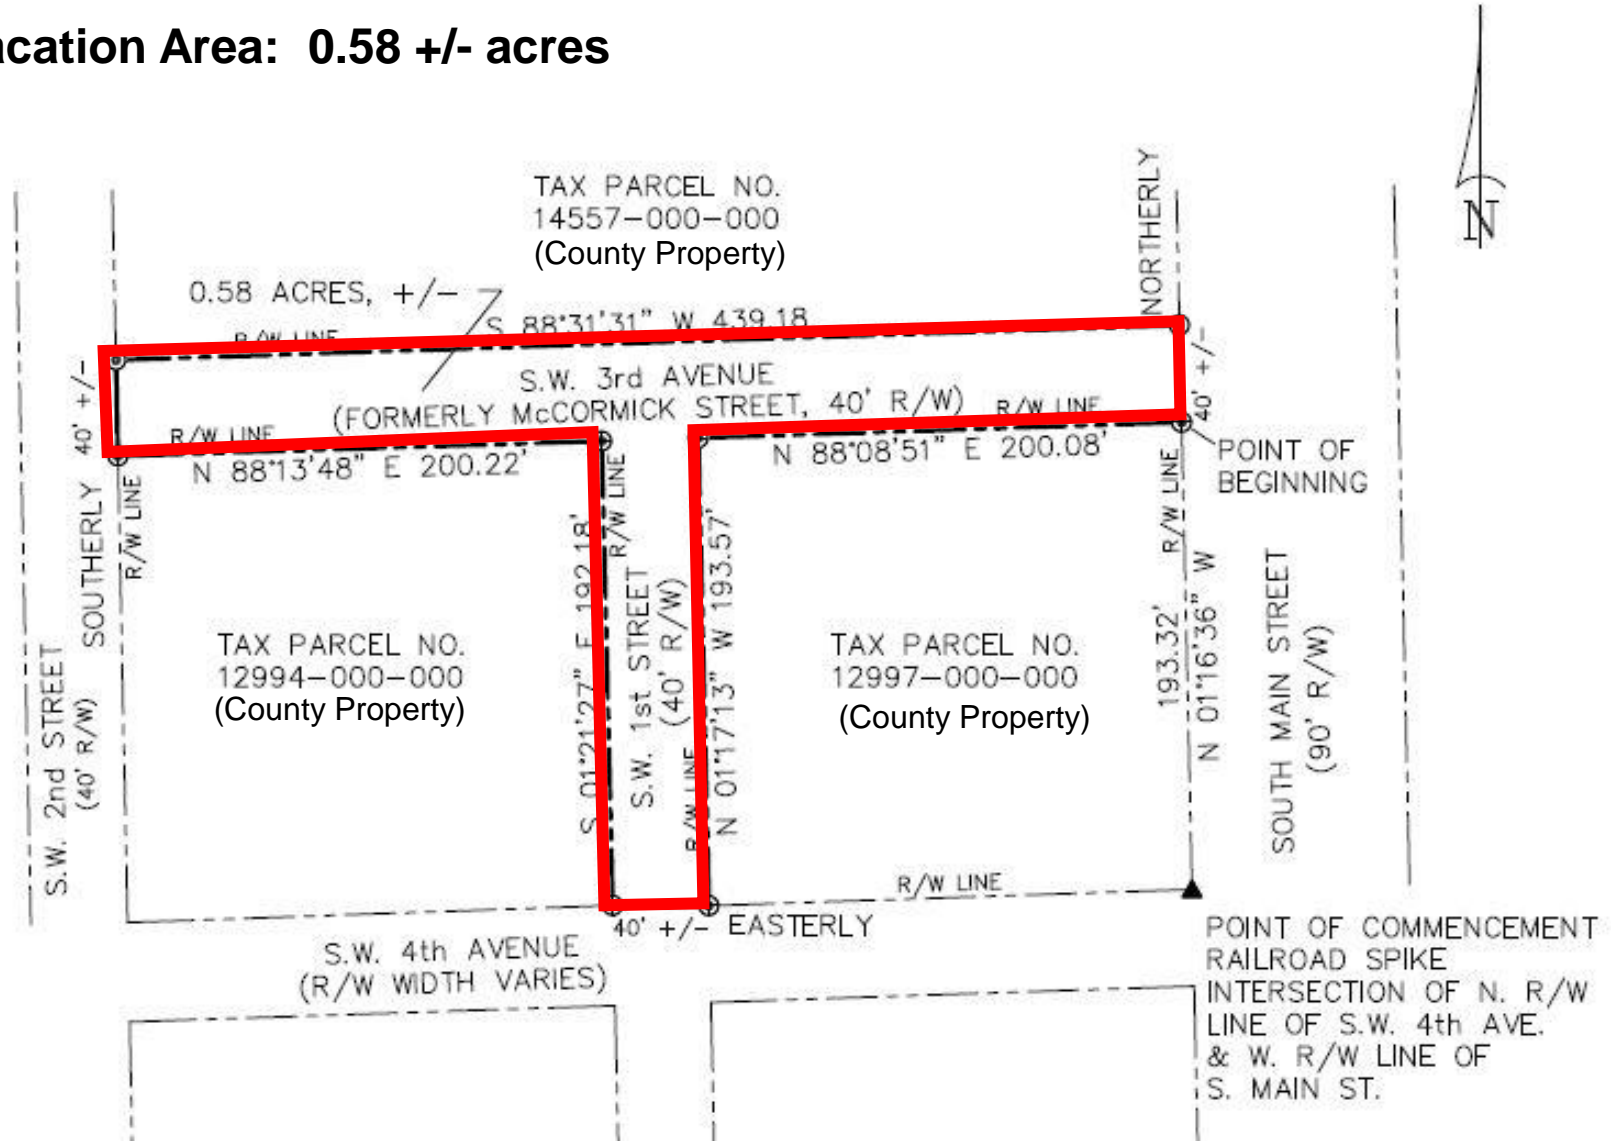 acation Area: 0.58 +/- acres
N
TAX PARCEL NO.
14557-000-000
(County Property)
NORTHERLY
0.58 ACRES, +/-
R/W LINE
S 88°31'31" W 439.18
40' +/-
S.W. 3rd AVENUE
(FORMERLY McCORMICK STREET, 40' R/W)
R/W LINE
R/W LINE
40' +/-
N 88°13'48" E 200.22'
N 88°08'51" E 200.08'
POINT OF
BEGINNING
SOUTHERLY
R/W LINE
R/W LINE
R/W LINE
S 01°21'27" E 192.18'
S.W. 1st STREET
(40' R/W)
R/W LINE
N 01°17'13" W 193.57'
193.32'
N 01°16'36" W
TAX PARCEL NO.
12994-000-000
(County Property)
TAX PARCEL NO.
12997-000-000
(County Property)
S.W. 2nd STREET
(40' R/W)
SOUTH MAIN STREET
(90' R/W)
R/W LINE
40' +/-
EASTERLY
S.W. 4th AVENUE
(R/W WIDTH VARIES)
POINT OF COMMENCEMENT
RAILROAD SPIKE
INTERSECTION OF N. R/W
LINE OF S.W. 4th AVE.
& W. R/W LINE OF
S. MAIN ST.